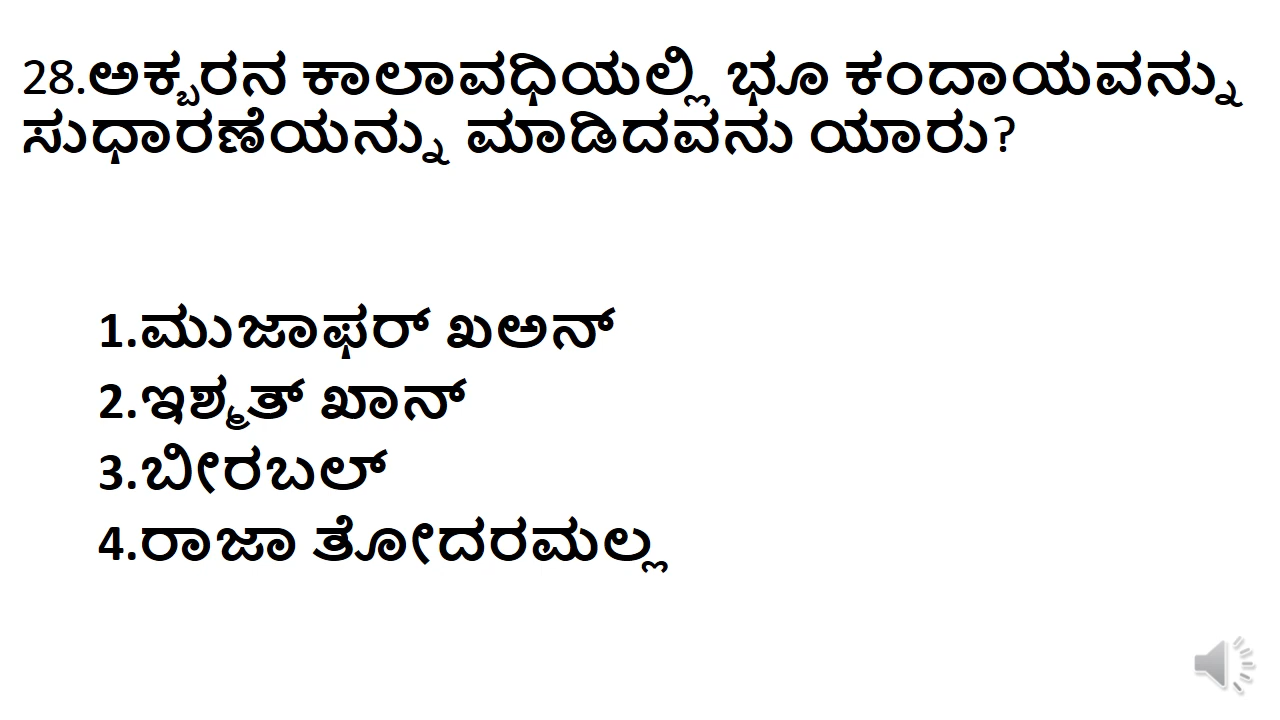 28.ಅಕ್ಬರನ ಕಾಲಾವಧಿಯಲ್ಲಿ ಭೂ ಕಂದಾಯವನ್ನು
ಸುಧಾರಣೆಯನ್ನು ಮಾಡಿದವನು ಯಾರು?
1.ಮುಜಾಫರ್ ಖಅನ್
2.ಇಶ್ಮತ್ ಖಾನ್
3.ಬೀರಬಲ್
4.ರಾಜಾ ತೋದರಮಲ್ಲ